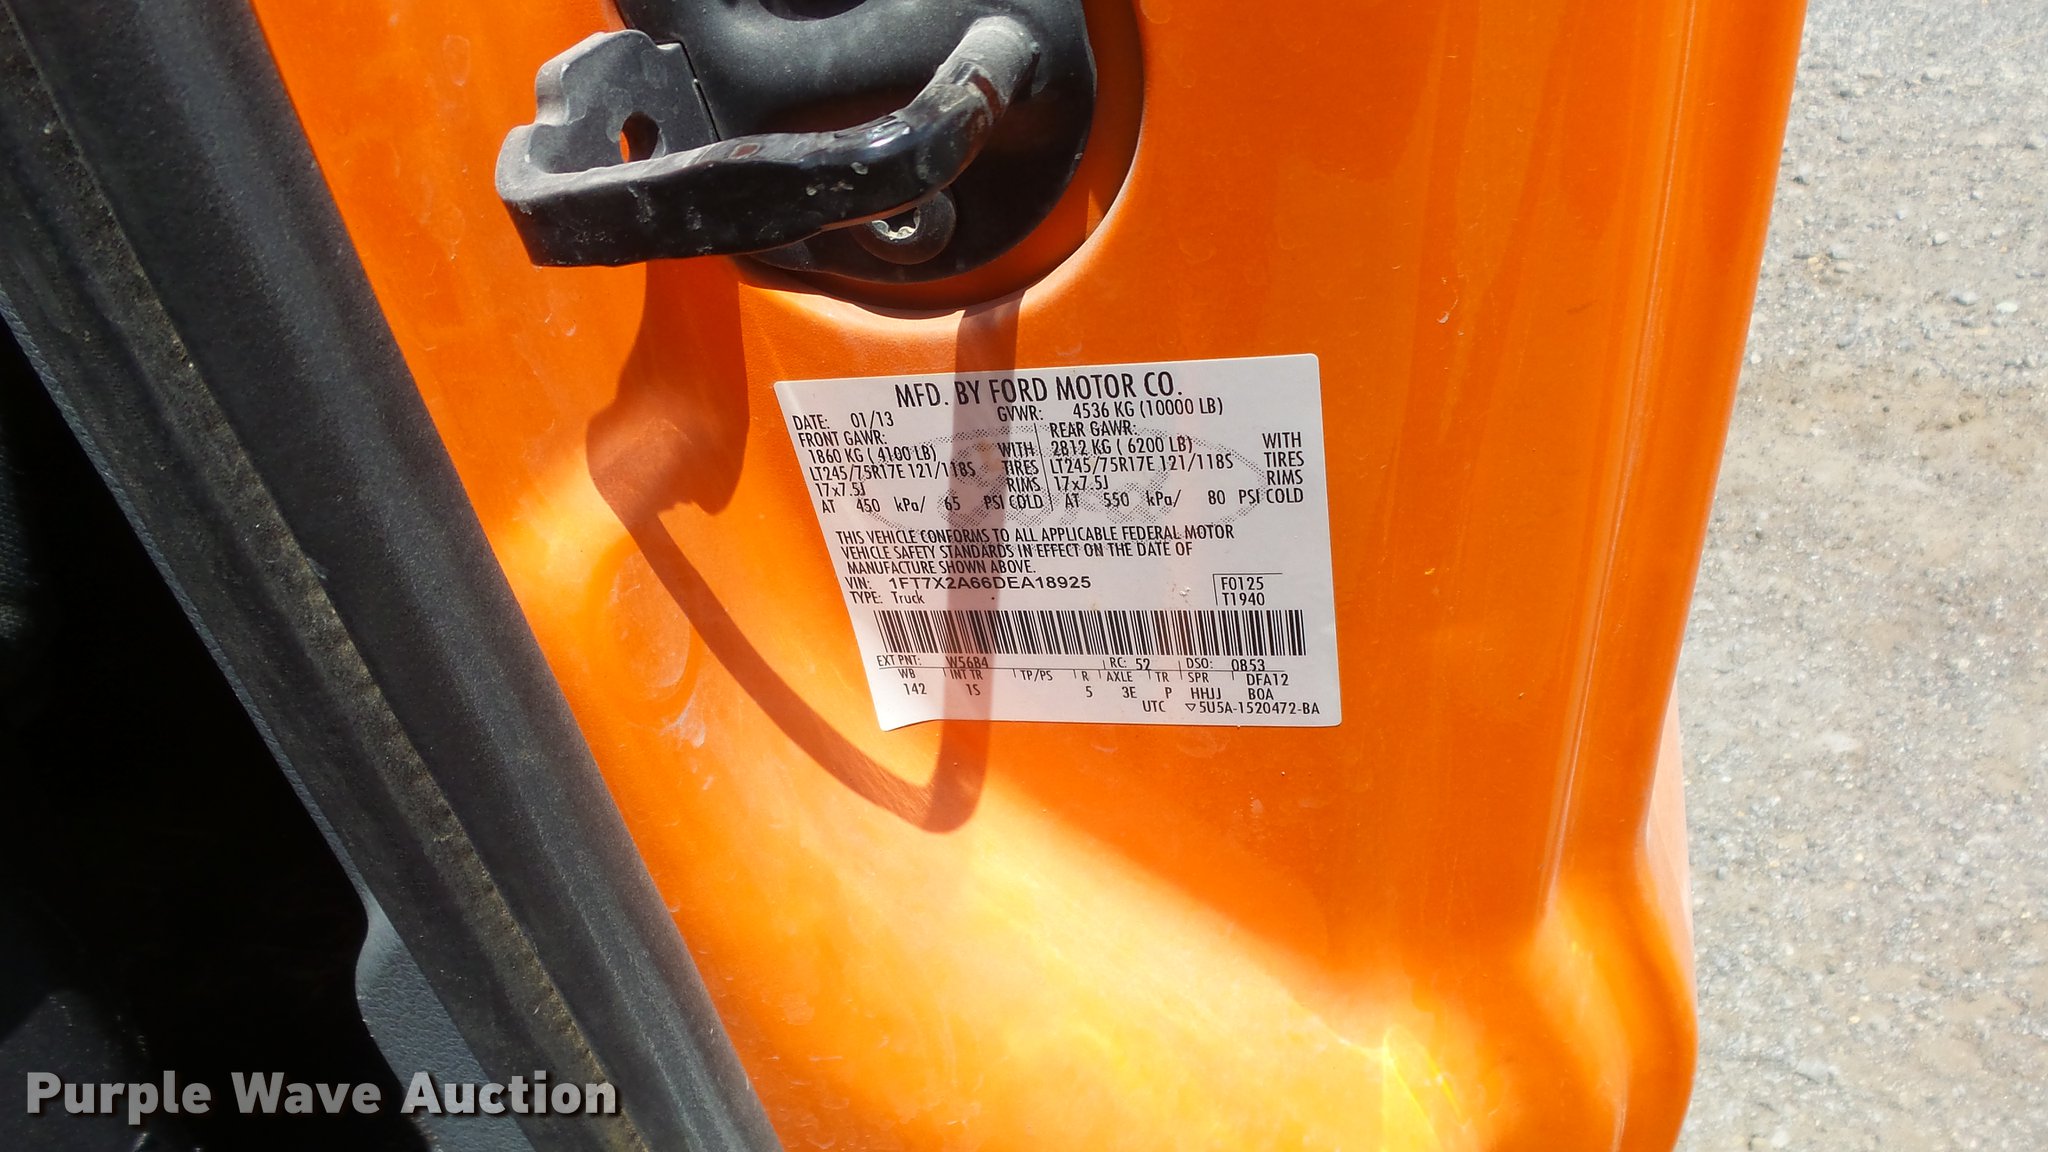 MFD. BY FORD MOTOR CO.
DATE: 01/13 GVWR: 4536 KG (10000 LB)
FRONT GAWR: REAR GAWR:
1860 KG ( 4100 LB) WITH 2812 KG ( 6200 LB) WITH
LT245/75R17E 121/118S TIRES LT245/75R17E 121/118S TIRES
17x7.5J RIMS 17x7.5J RIMS
AT 450 kPa/ 65 PSI COLD AT 550 kPa/ 80 PSI COLD
THIS VEHICLE CONFORMS TO ALL APPLICABLE FEDERAL MOTOR
VEHICLE SAFETY STANDARDS IN EFFECT ON THE DATE OF
MANUFACTURE SHOWN ABOVE.
VIN: 1FT7X2A66DEA18925 F0125
TYPE: Truck T1940
EXT PNT: W56B4 RC: 52 DSO: 0853
WB INT TR TP/PS R AXLE TR SPR DFA12
142 1S 5 3E P HHJJ BOA
UTC ▽5U5A-1520472-BA
Purple Wave Auction